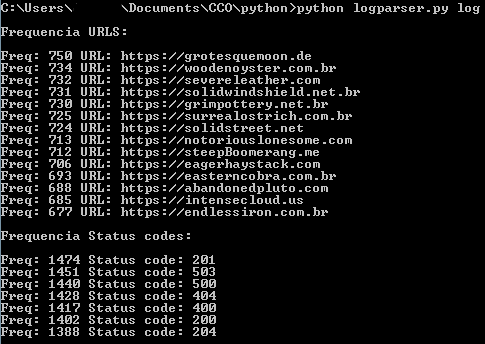 C:\Users\      \Documents\CCO\python>python logparser.py log
Frequencia URLS:
Freq: 750 URL: https://grotesquemoon.de
Freq: 734 URL: https://woodenoyster.com.br
Freq: 732 URL: https://severeleather.com
Freq: 731 URL: https://solidwindshield.net.br
Freq: 730 URL: https://grimpottery.net.br
Freq: 725 URL: https://surrealostrich.com.br
Freq: 724 URL: https://solidstreet.net
Freq: 713 URL: https://notoriouslonesome.com
Freq: 712 URL: https://steepBoomerang.me
Freq: 706 URL: https://eagerhaystack.com
Freq: 693 URL: https://easterncobra.com.br
Freq: 688 URL: https://abandonedpluto.com
Freq: 685 URL: https://intensecloud.us
Freq: 677 URL: https://endlessiron.com.br
Frequencia Status codes:
Freq: 1474 Status code: 201
Freq: 1451 Status code: 503
Freq: 1440 Status code: 500
Freq: 1428 Status code: 404
Freq: 1417 Status code: 400
Freq: 1402 Status code: 200
Freq: 1388 Status code: 204